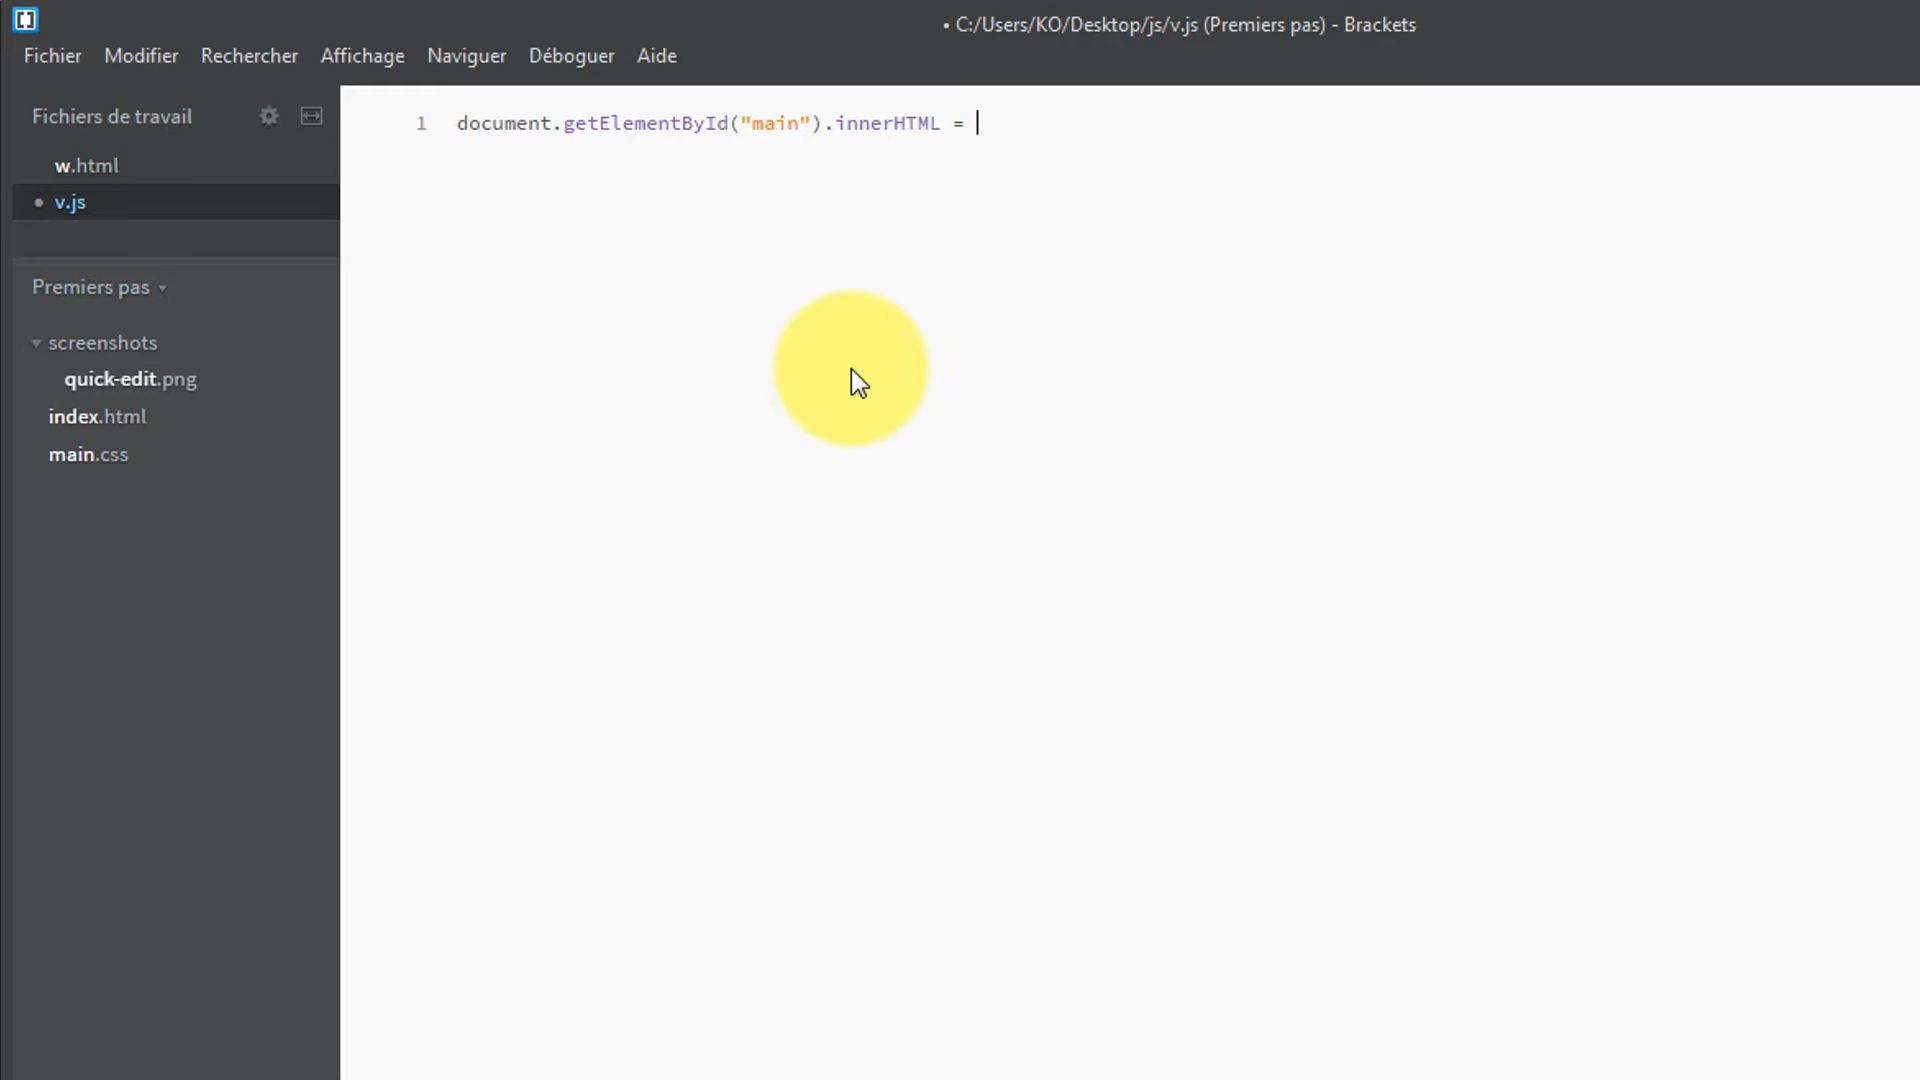 • C:/Users/KO/Desktop/js/v.js (Premiers pas) - Brackets
Fichier Modifier Rechercher Affichage Naviguer Déboguer Aide
Fichiers de travail
w.html
v.js
Premiers pas
screenshots
quick-edit.png
index.html
main.css
1 document.getElementById("main").innerHTML =